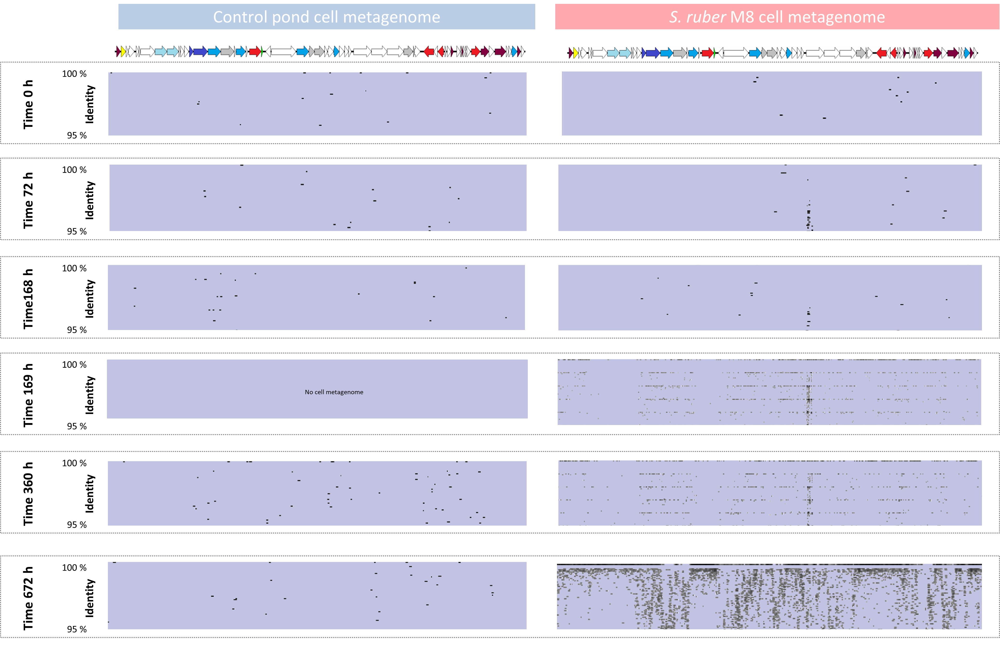 Control pond cell metagenome
S. ruber M8 cell metagenome
Time 0 h
Identity
100 %
95 %
Time 72 h
Identity
100 %
95 %
Time168 h
Identity
100 %
95 %
Time 169 h
Identity
100 %
95 %
No cell metagenome
Time 360 h
Identity
100 %
95 %
Time 672 h
Identity
100 %
95 %